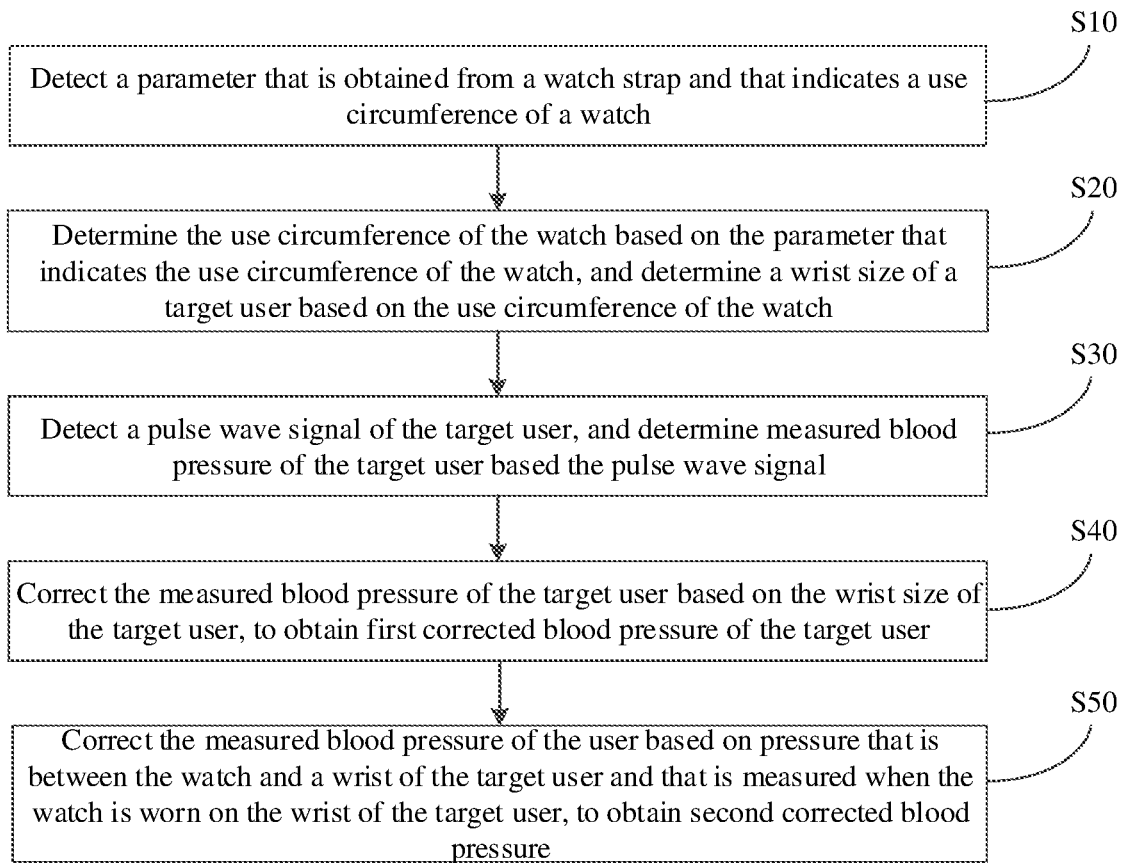 S10
Detect a parameter that is obtained from a watch strap and that indicates a use
circumference of a watch
S20
Determine the use circumference of the watch based on the parameter that
indicates the use circumference of the watch, and determine a wrist size of a
target user based on the use circumference of the watch
S30
Detect a pulse wave signal of the target user, and determine measured blood
pressure of the target user based the pulse wave signal
S40
Correct the measured blood pressure of the target user based on the wrist size of
the target user, to obtain first corrected blood pressure of the target user
S50
Correct the measured blood pressure of the user based on pressure that is
between the watch and a wrist of the target user and that is measured when the
watch is worn on the wrist of the target user, to obtain second corrected blood
pressure